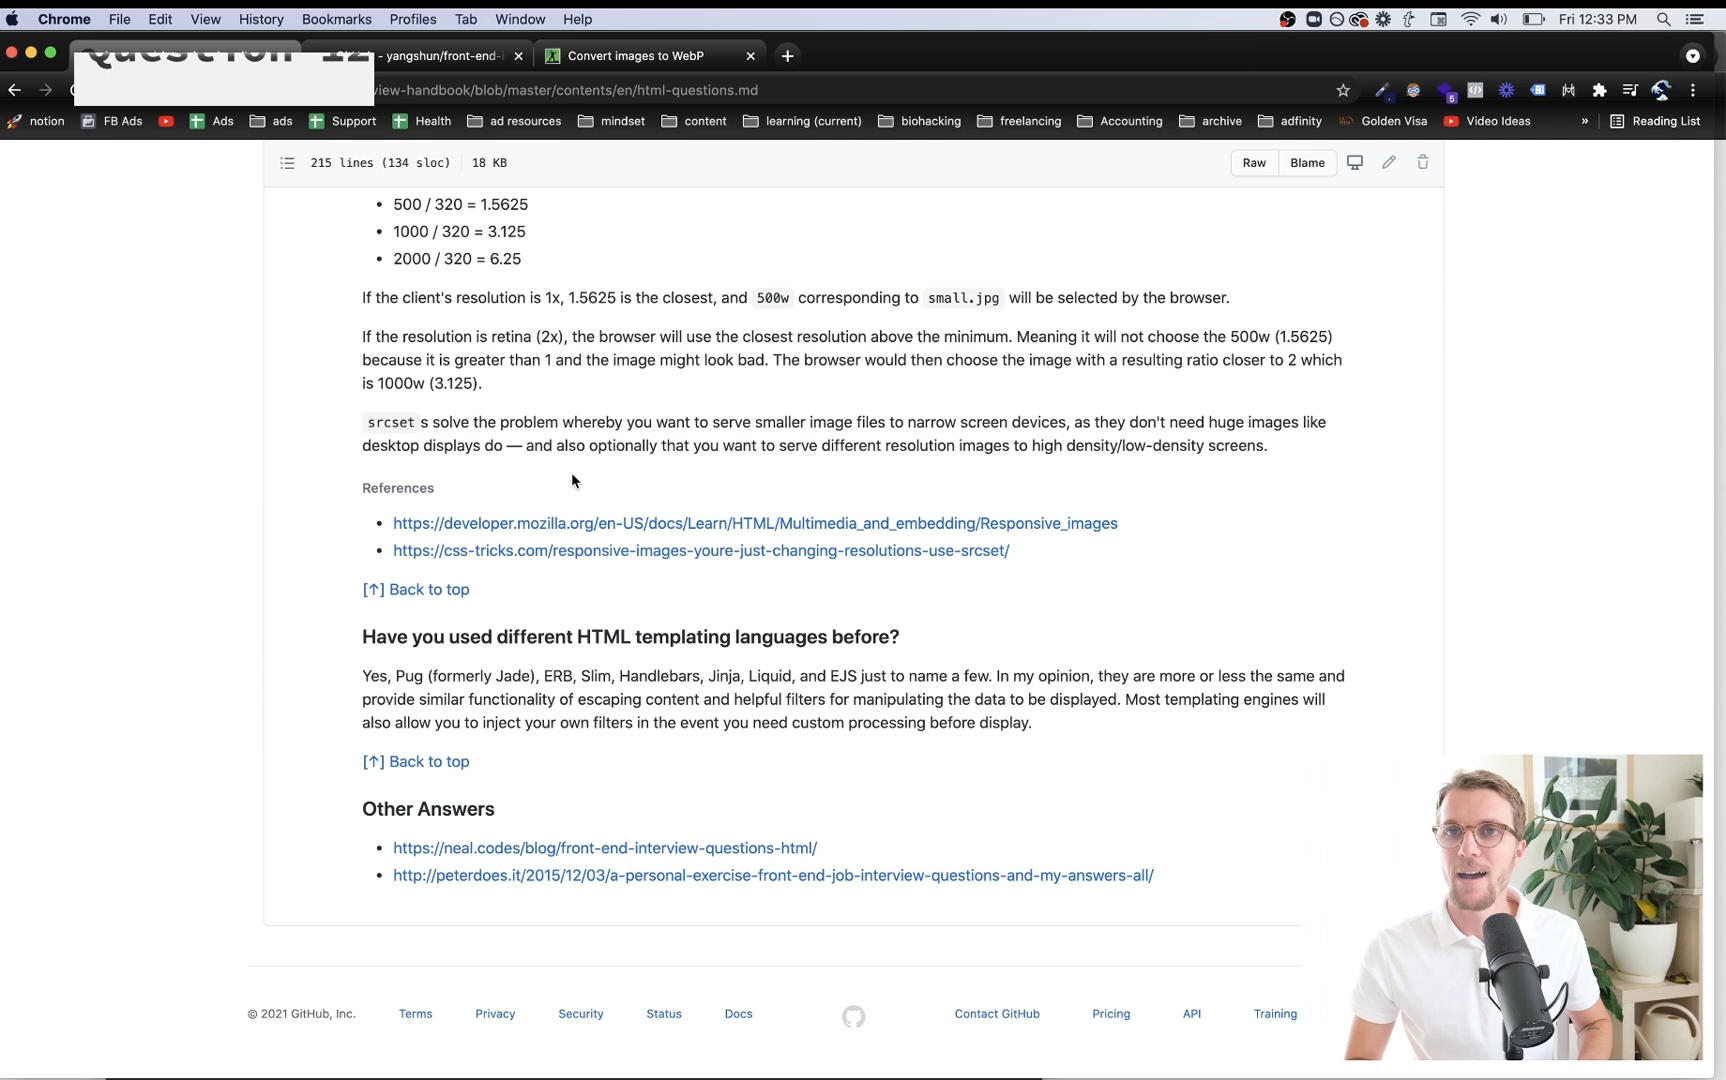 Chrome File Edit View History Bookmarks Profiles Tab Window Help Fri 12:33 PM
Question 12
- yangshun/front-end-i
Convert images to WebP
view-handbook/blob/master/contents/en/html-questions.md
notion FB Ads Ads ads Support Health ad resources mindset content learning (current) biohacking freelancing Accounting archive adfinity Golden Visa Video Ideas » Reading List
215 lines (134 sloc) 18 KB Raw Blame
• 500 / 320 = 1.5625
• 1000 / 320 = 3.125
• 2000 / 320 = 6.25
If the client's resolution is 1x, 1.5625 is the closest, and 500w corresponding to small.jpg will be selected by the browser.
If the resolution is retina (2x), the browser will use the closest resolution above the minimum. Meaning it will not choose the 500w (1.5625)
because it is greater than 1 and the image might look bad. The browser would then choose the image with a resulting ratio closer to 2 which
is 1000w (3.125).
srcset s solve the problem whereby you want to serve smaller image files to narrow screen devices, as they don't need huge images like
desktop displays do — and also optionally that you want to serve different resolution images to high density/low-density screens.
References
• https://developer.mozilla.org/en-US/docs/Learn/HTML/Multimedia_and_embedding/Responsive_images
• https://css-tricks.com/responsive-images-youre-just-changing-resolutions-use-srcset/
[↑] Back to top
Have you used different HTML templating languages before?
Yes, Pug (formerly Jade), ERB, Slim, Handlebars, Jinja, Liquid, and EJS just to name a few. In my opinion, they are more or less the same and
provide similar functionality of escaping content and helpful filters for manipulating the data to be displayed. Most templating engines will
also allow you to inject your own filters in the event you need custom processing before display.
[↑] Back to top
Other Answers
• https://neal.codes/blog/front-end-interview-questions-html/
• http://peterdoes.it/2015/12/03/a-personal-exercise-front-end-job-interview-questions-and-my-answers-all/
© 2021 GitHub, Inc. Terms Privacy Security Status Docs Contact GitHub Pricing API Training